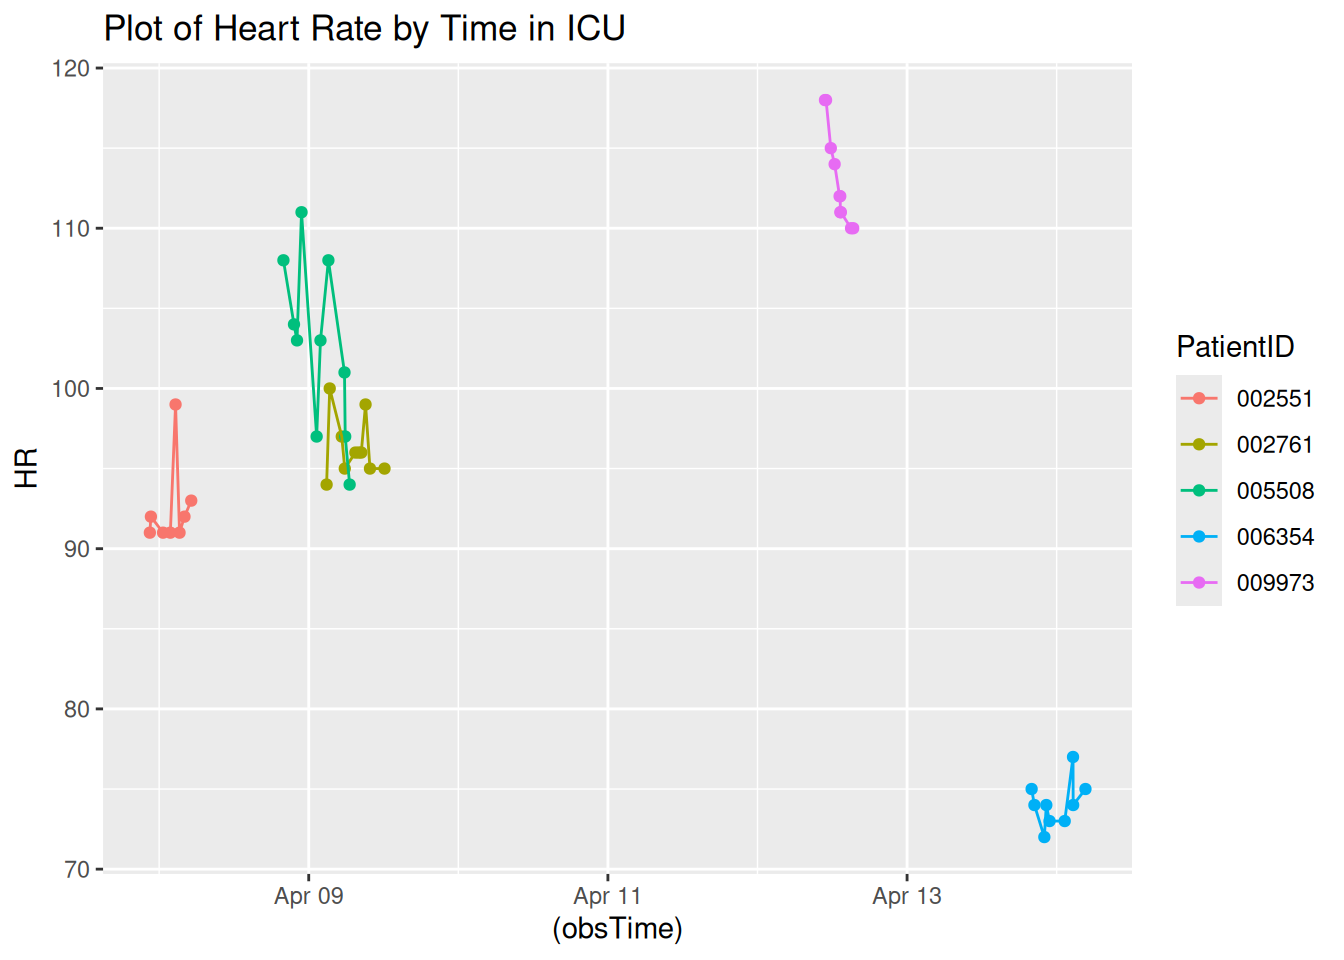 Plot of Heart Rate by Time in ICU
120
110
100
90
80
70
HR
Apr 09
Apr 11
Apr 13
(obsTime)
PatientID
002551
002761
005508
006354
009973